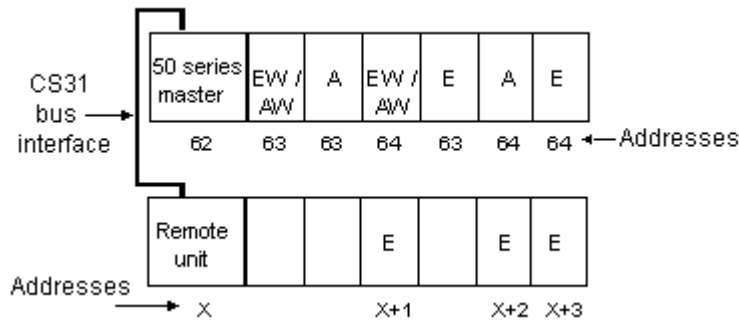 50 series
master
EW /
AW
A
EW /
AW
E
A
E
CS31
bus
interface
62
63
63
64
63
64
64
Addresses
Remote
unit
E
E
E
Addresses
X
X+1
X+2
X+3